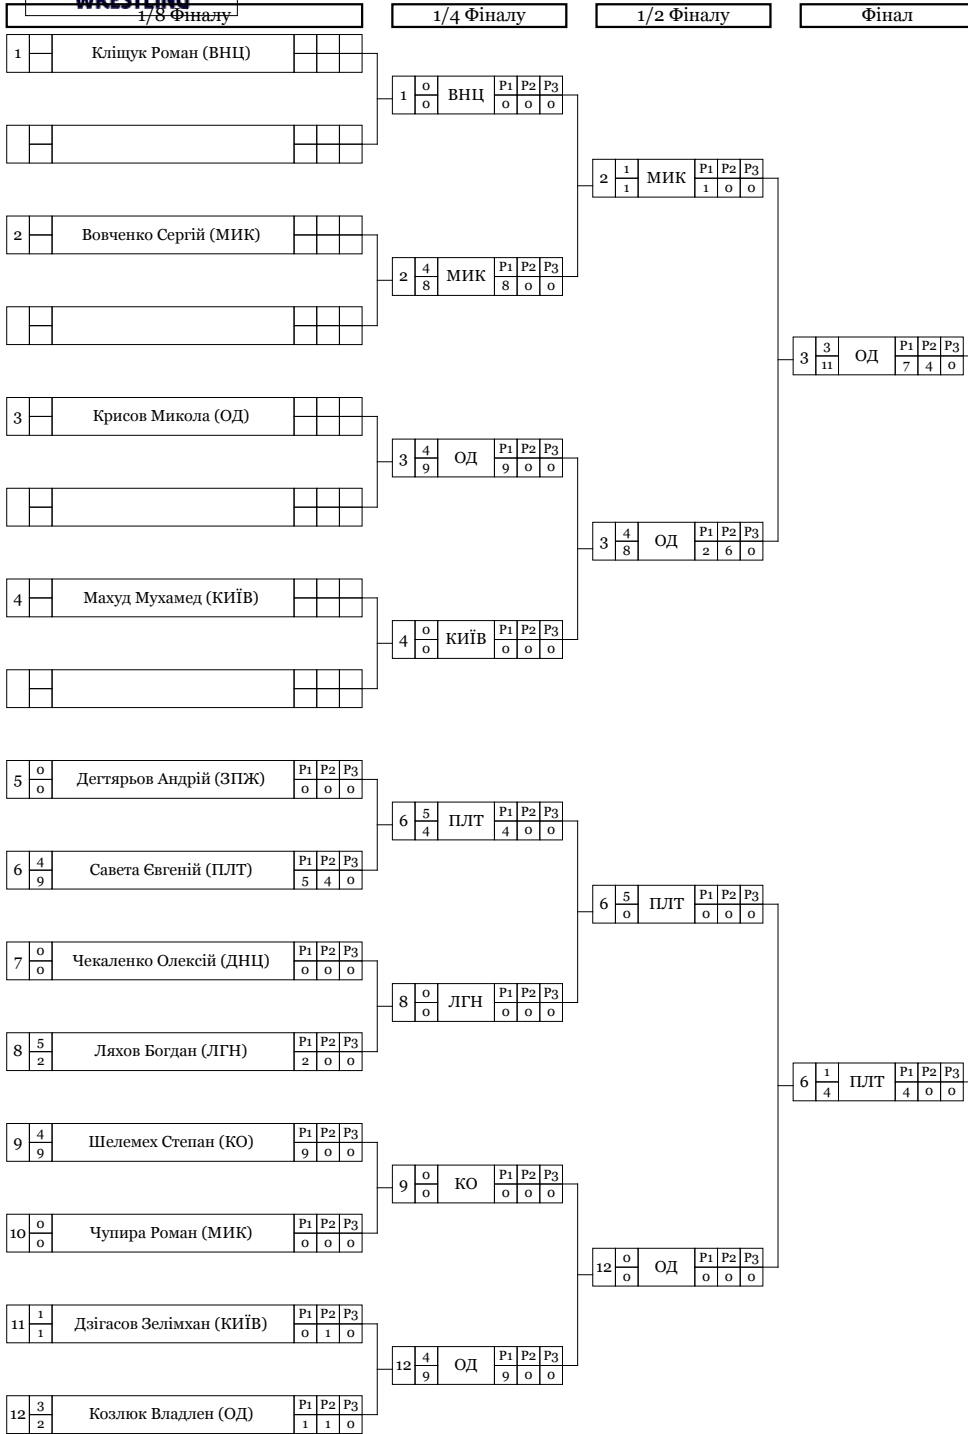 WRESTLING
1/8 Фіналу 1/4 Фіналу 1/2 Фіналу Фінал
1 Кліщук Роман (ВНЦ)
1 0 0 ВНЦ P1 P2 P3 0 0 0
2 1 1 МИК P1 P2 P3 1 0 0
2 Вовченко Сергій (МИК)
2 4 8 МИК P1 P2 P3 8 0 0
3 3 11 ОД P1 P2 P3 7 4 0
3 Крисов Микола (ОД)
3 4 9 ОД P1 P2 P3 9 0 0
3 4 8 ОД P1 P2 P3 2 6 0
4 Махуд Мухамед (КИЇВ)
4 0 0 КИЇВ P1 P2 P3 0 0 0
5 0 0 Дегтярьов Андрій (ЗПЖ) P1 P2 P3 0 0 0
6 5 4 ПЛТ P1 P2 P3 4 0 0
6 4 9 Савета Євгеній (ПЛТ) P1 P2 P3 5 4 0
6 5 0 ПЛТ P1 P2 P3 0 0 0
7 0 0 Чекаленко Олексій (ДНЦ) P1 P2 P3 0 0 0
8 0 0 ЛГН P1 P2 P3 0 0 0
8 5 2 Ляхов Богдан (ЛГН) P1 P2 P3 2 0 0
6 1 4 ПЛТ P1 P2 P3 4 0 0
9 4 9 Шелемех Степан (КО) P1 P2 P3 9 0 0
9 0 0 КО P1 P2 P3 0 0 0
10 0 0 Чупира Роман (МИК) P1 P2 P3 0 0 0
12 0 0 ОД P1 P2 P3 0 0 0
11 1 1 Дзігасов Зелімхан (КИЇВ) P1 P2 P3 0 1 0
12 4 9 ОД P1 P2 P3 9 0 0
12 3 2 Козлюк Владлен (ОД) P1 P2 P3 1 1 0